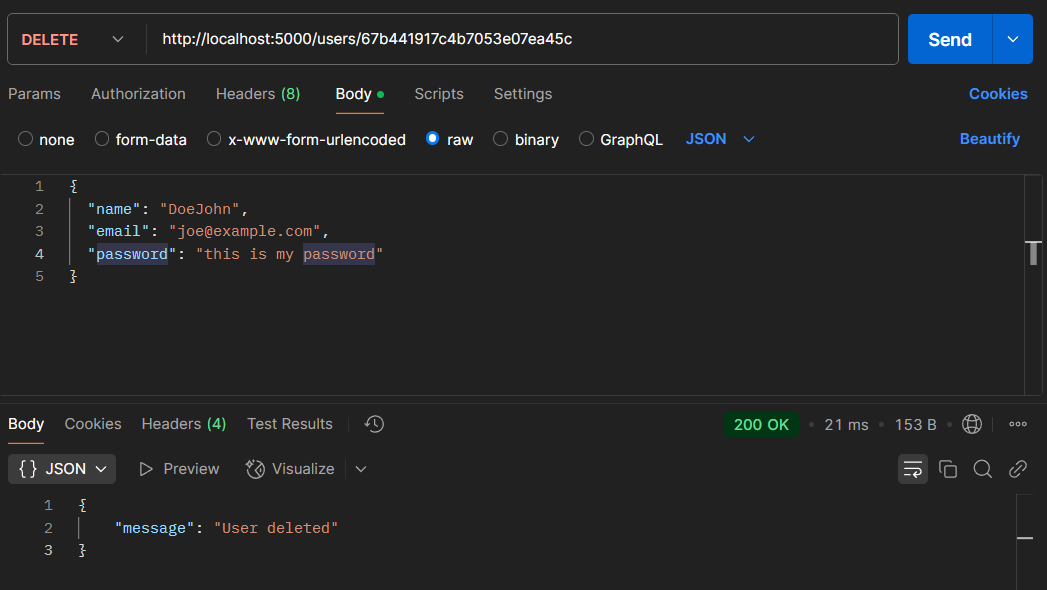 DELETE http://localhost:5000/users/67b441917c4b7053e07ea45c Send
Params Authorization Headers (8) Body Scripts Settings Cookies
none form-data x-www-form-urlencoded raw binary GraphQL JSON Beautify
1 {
2 "name": "DoeJohn",
3 "email": "joe@example.com",
4 "password": "this is my password"
5 }
Body Cookies Headers (4) Test Results 200 OK • 21 ms • 153 B •
{} JSON Preview Visualize
1 {
2 "message": "User deleted"
3 }